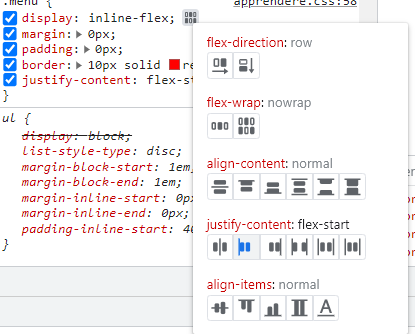 .menu {
apprendere.css:58
display: inline-flex;
margin: 0px;
padding: 0px;
border: 10px solid re
justify-content: flex-star
}
ul {
display: block;
list-style-type: disc;
margin-block-start: 1em;
margin-block-end: 1em;
margin-inline-start: 0px
margin-inline-end: 0px;
padding-inline-start: 40
}
flex-direction: row
flex-wrap: nowrap
align-content: normal
justify-content: flex-start
align-items: normal
A